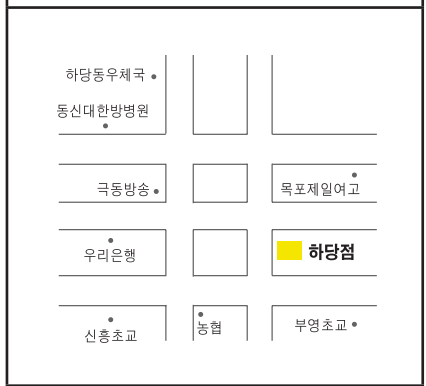 하당동우체국
동신대한방병원
극동방송
목포제일여고
우리은행
하당점
신흥초교
농협
부영초교